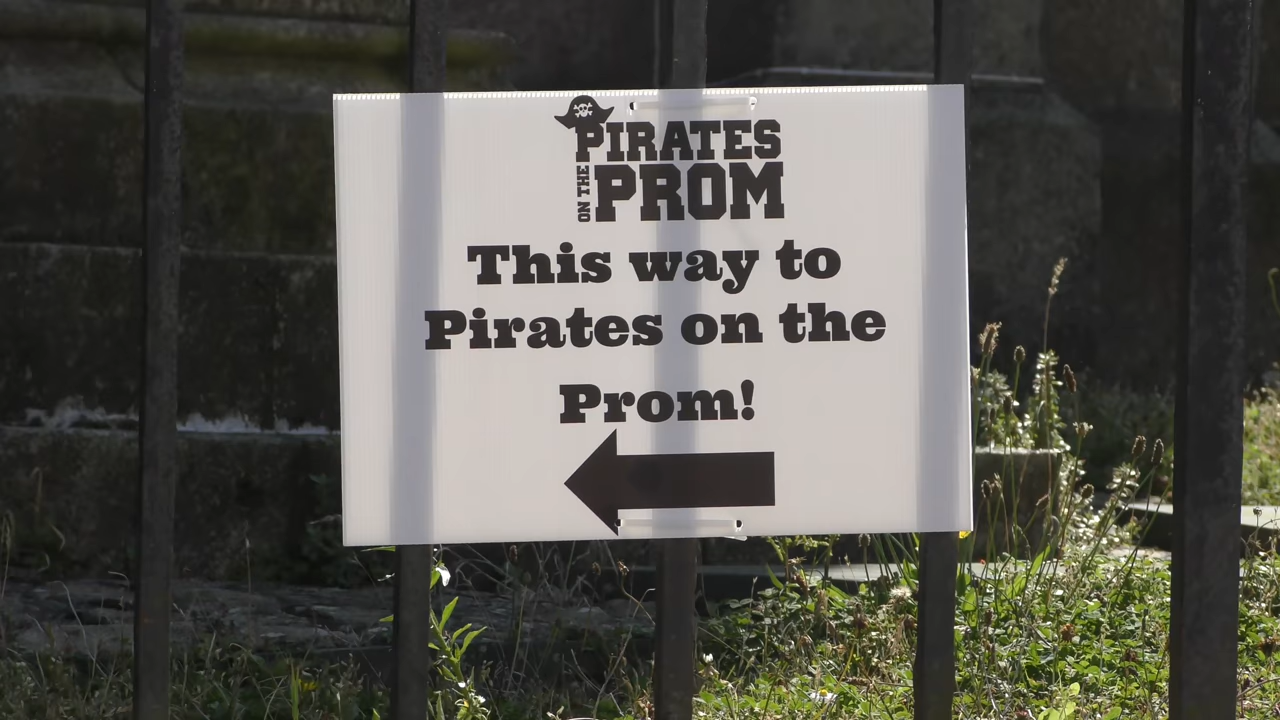 PIRATES
ON THE PROM
This way to
Pirates on the
Prom!